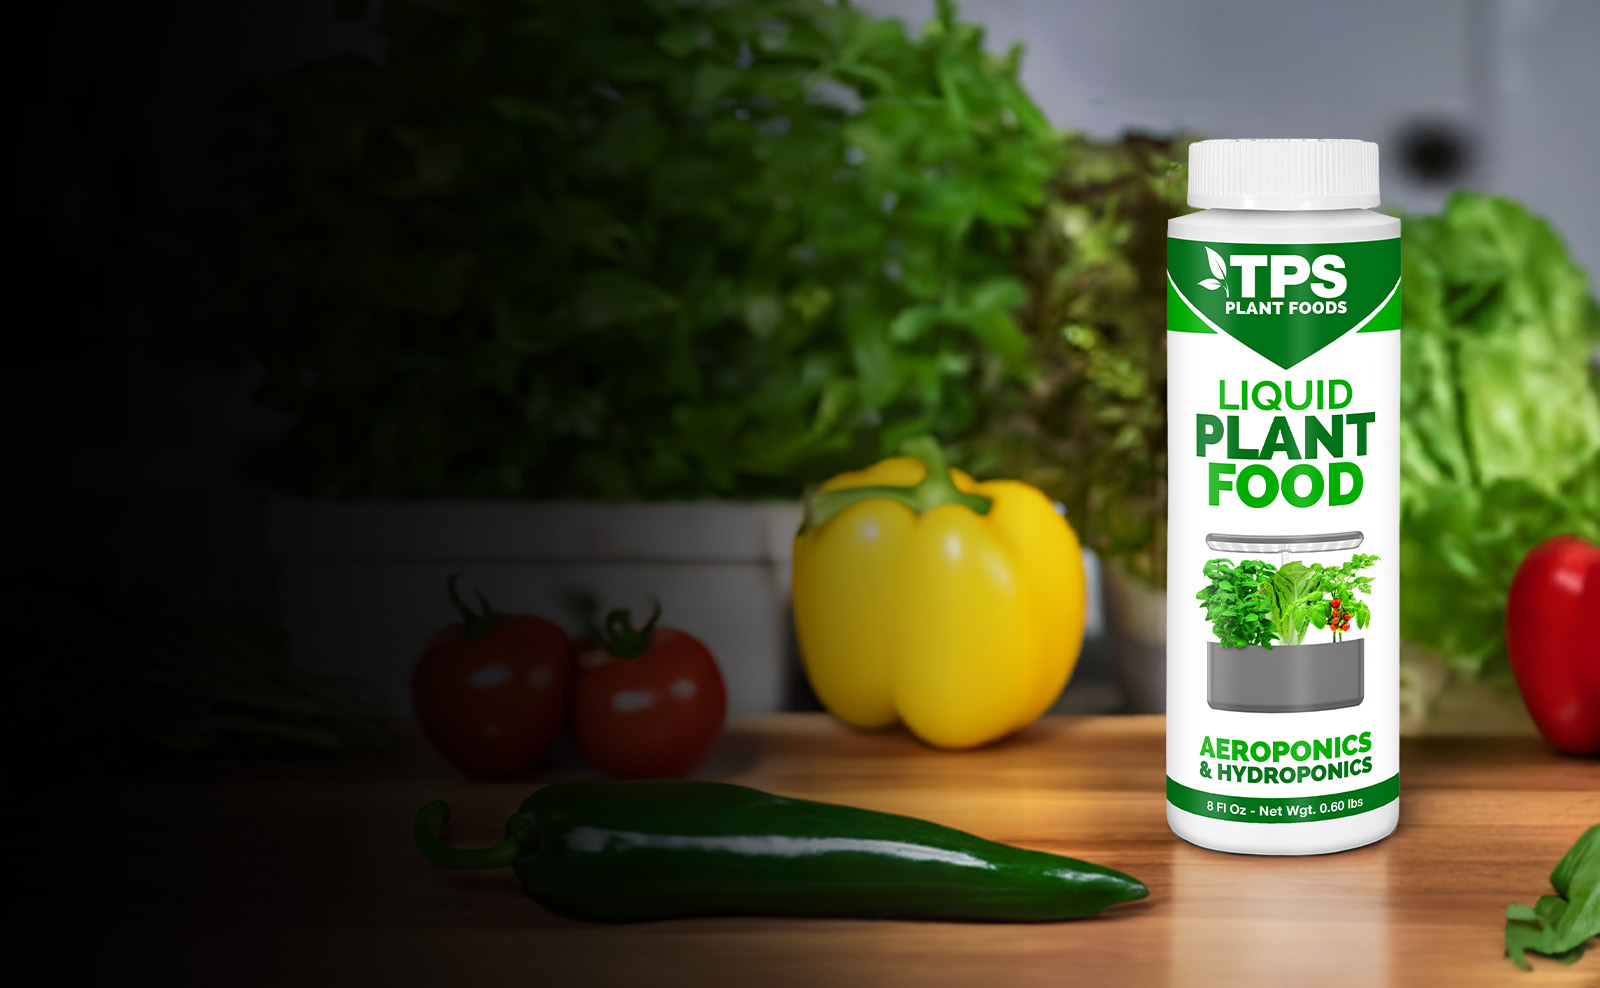 TPS
PLANT FOODS
LIQUID
PLANT
FOOD
AEROPONICS
& HYDROPONICS
8 Fl Oz - Net Wgt. 0.60 lbs